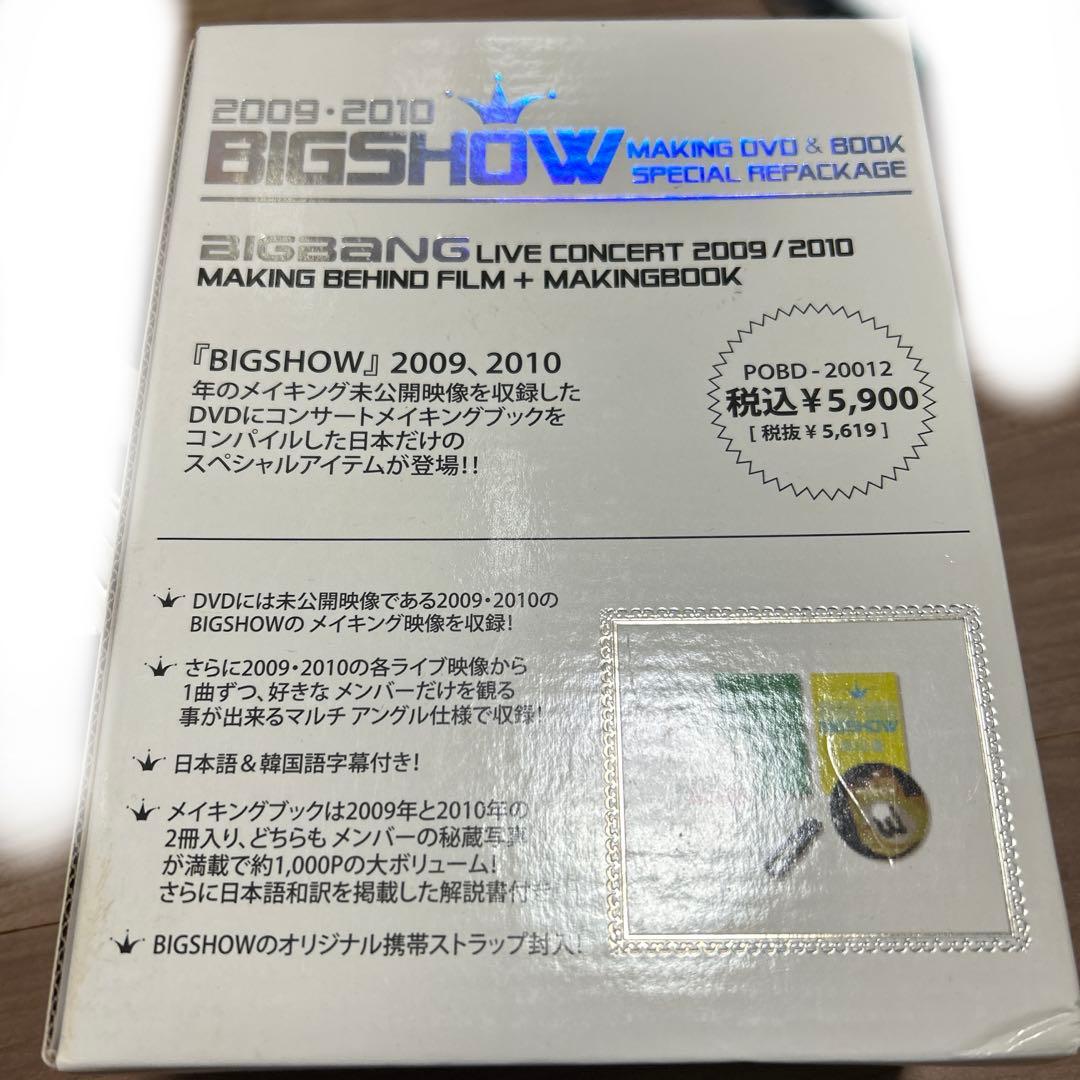 2009・2010
BIGSHOW
MAKING DVD & BOOK
SPECIAL REPACKAGE
BIGBANG LIVE CONCERT 2009 / 2010
MAKING BEHIND FILM + MAKINGBOOK
『BIGSHOW』 2009、2010
年のメイキング未公開映像を収録した
DVDにコンサートメイキングブックを
コンパイルした日本だけの
スペシャルアイテムが登場!!
POBD - 20012
税込¥5,900
[ 税抜 ¥ 5,619 ]
DVDには未公開映像である2009・2010の
BIGSHOWの メイキング映像を収録!
さらに2009・2010の各ライブ映像から
1曲ずつ、好きな メンバーだけを観る
事が出来るマルチ アングル仕様で収録!
日本語&韓国語字幕付き!
メイキングブックは2009年と2010年の
2冊入り、どちらも メンバーの秘蔵写真
が満載で約1,000Pの大ボリューム!
さらに日本語和訳を掲載した解説書付き
BIGSHOWのオリジナル携帯ストラップ封入!
BIGSHOW